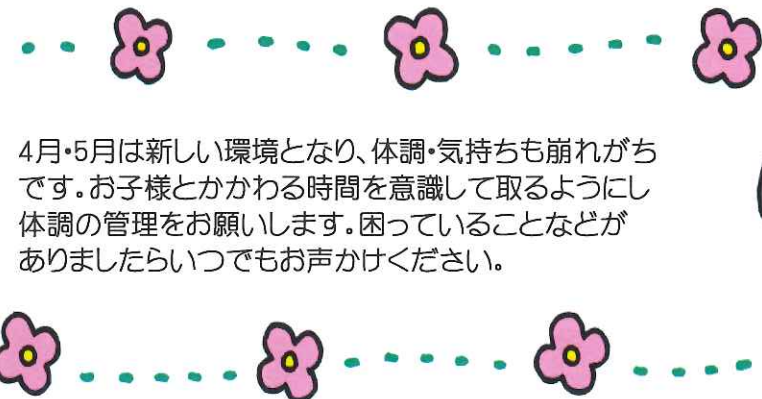 4月・5月は新しい環境となり、体調・気持ちも崩れがち
です。お子様とかかわる時間を意識して取るようにし
体調の管理をお願いします。困っていることなどが
ありましたらいつでもお声かけください。